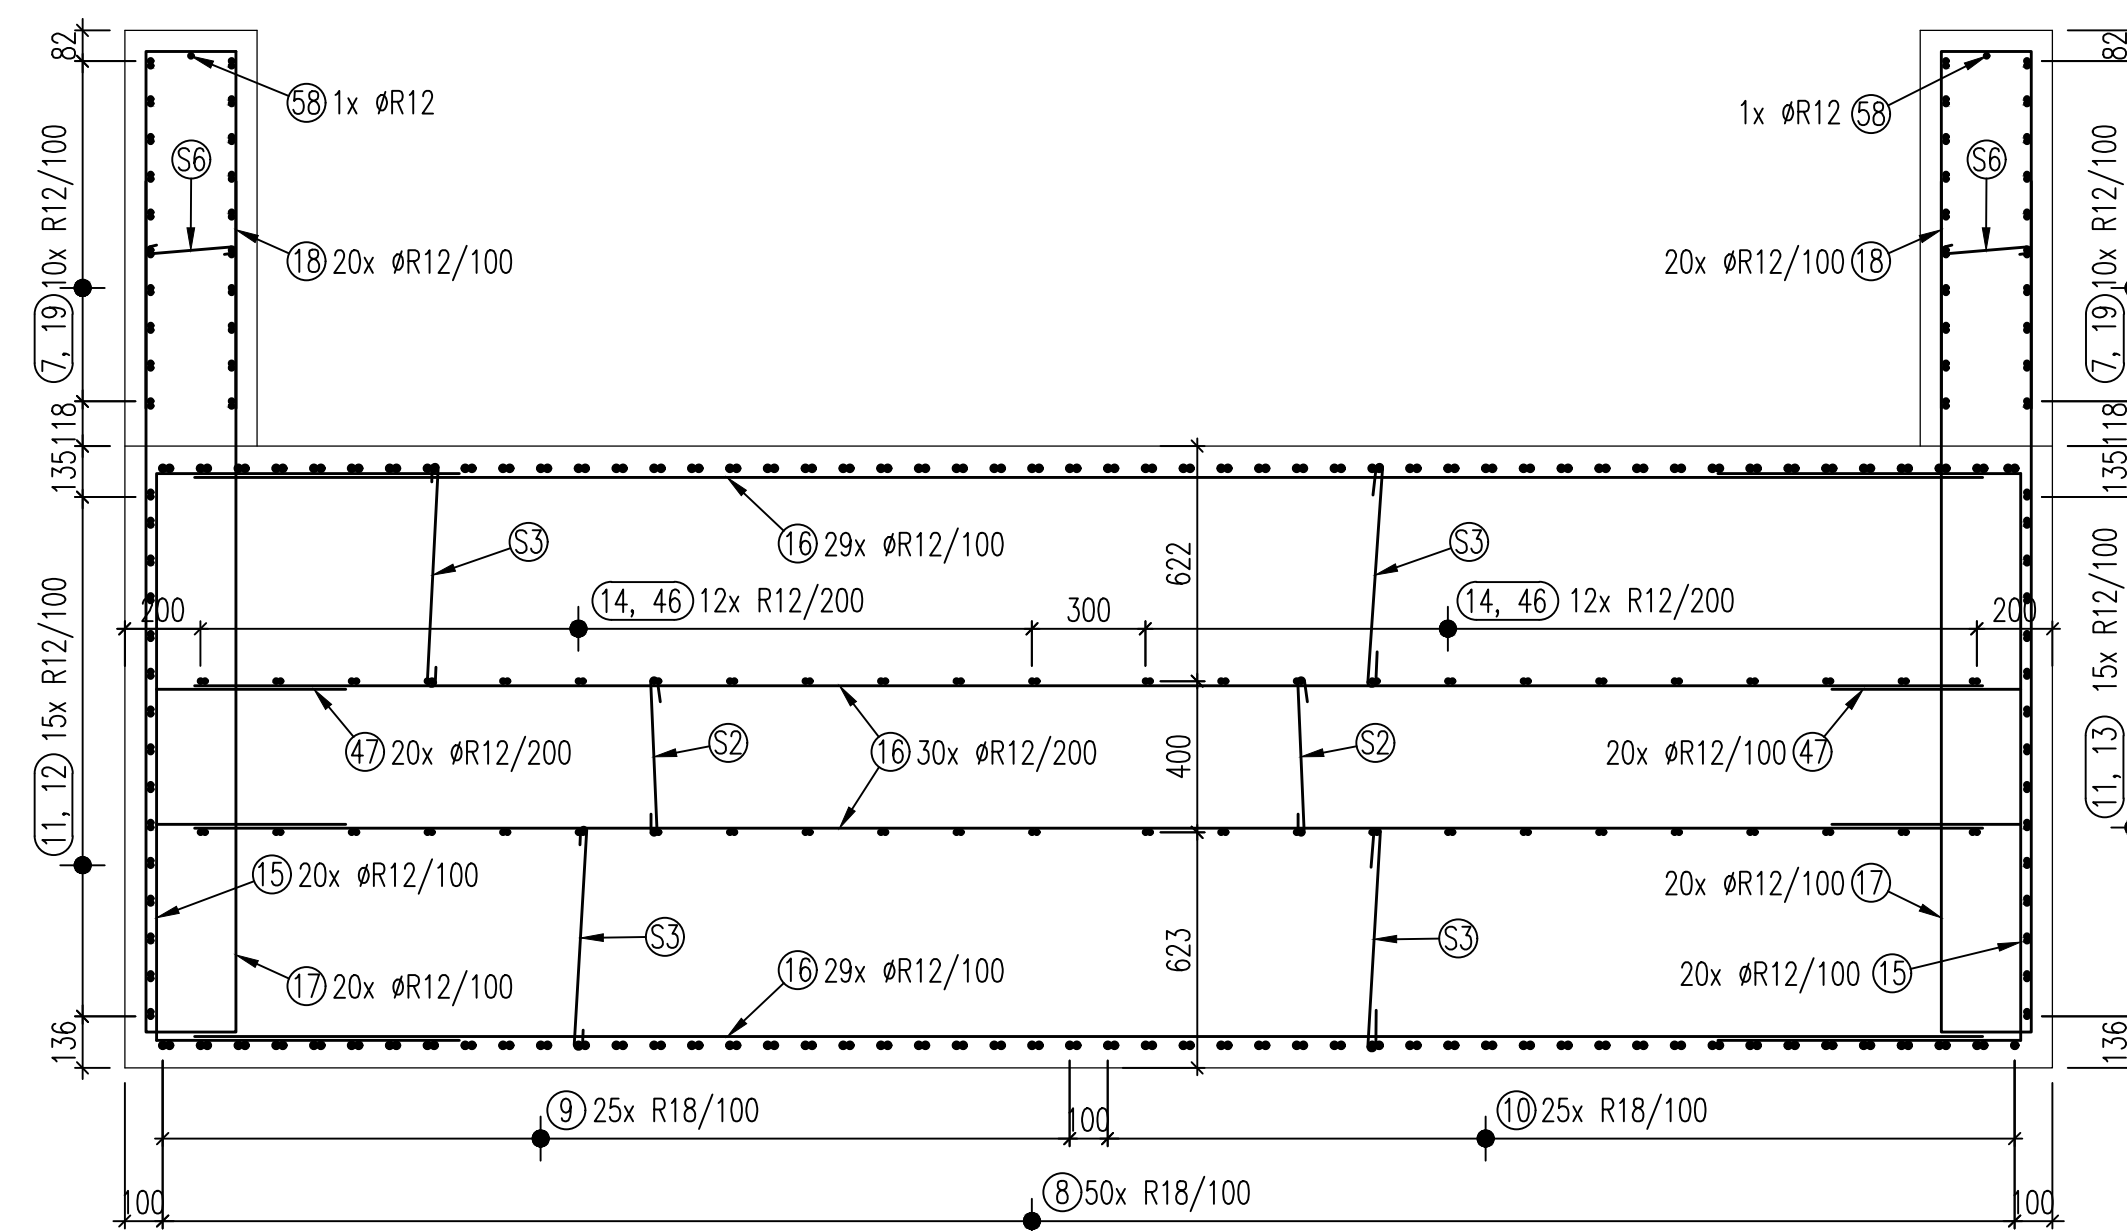 82
82
58 1x øR12
1x øR12 58
S6
S6
7, 19 10x R12/100
7, 19 10x R12/100
18 20x øR12/100
20x øR12/100 18
118
118
135
135
S3
16 29x øR12/100
622
S3
14, 46 12x R12/200
14, 46 12x R12/200
200
300
200
11, 12 15x R12/100
11, 13 15x R12/100
47 20x øR12/200
S2
16 30x øR12/200
400
S2
20x øR12/100 47
15 20x øR12/100
20x øR12/100 17
S3
623
S3
17 20x øR12/100
16 29x øR12/100
20x øR12/100 15
136
136
9 25x R18/100
100
10 25x R18/100
100
8 50x R18/100
100